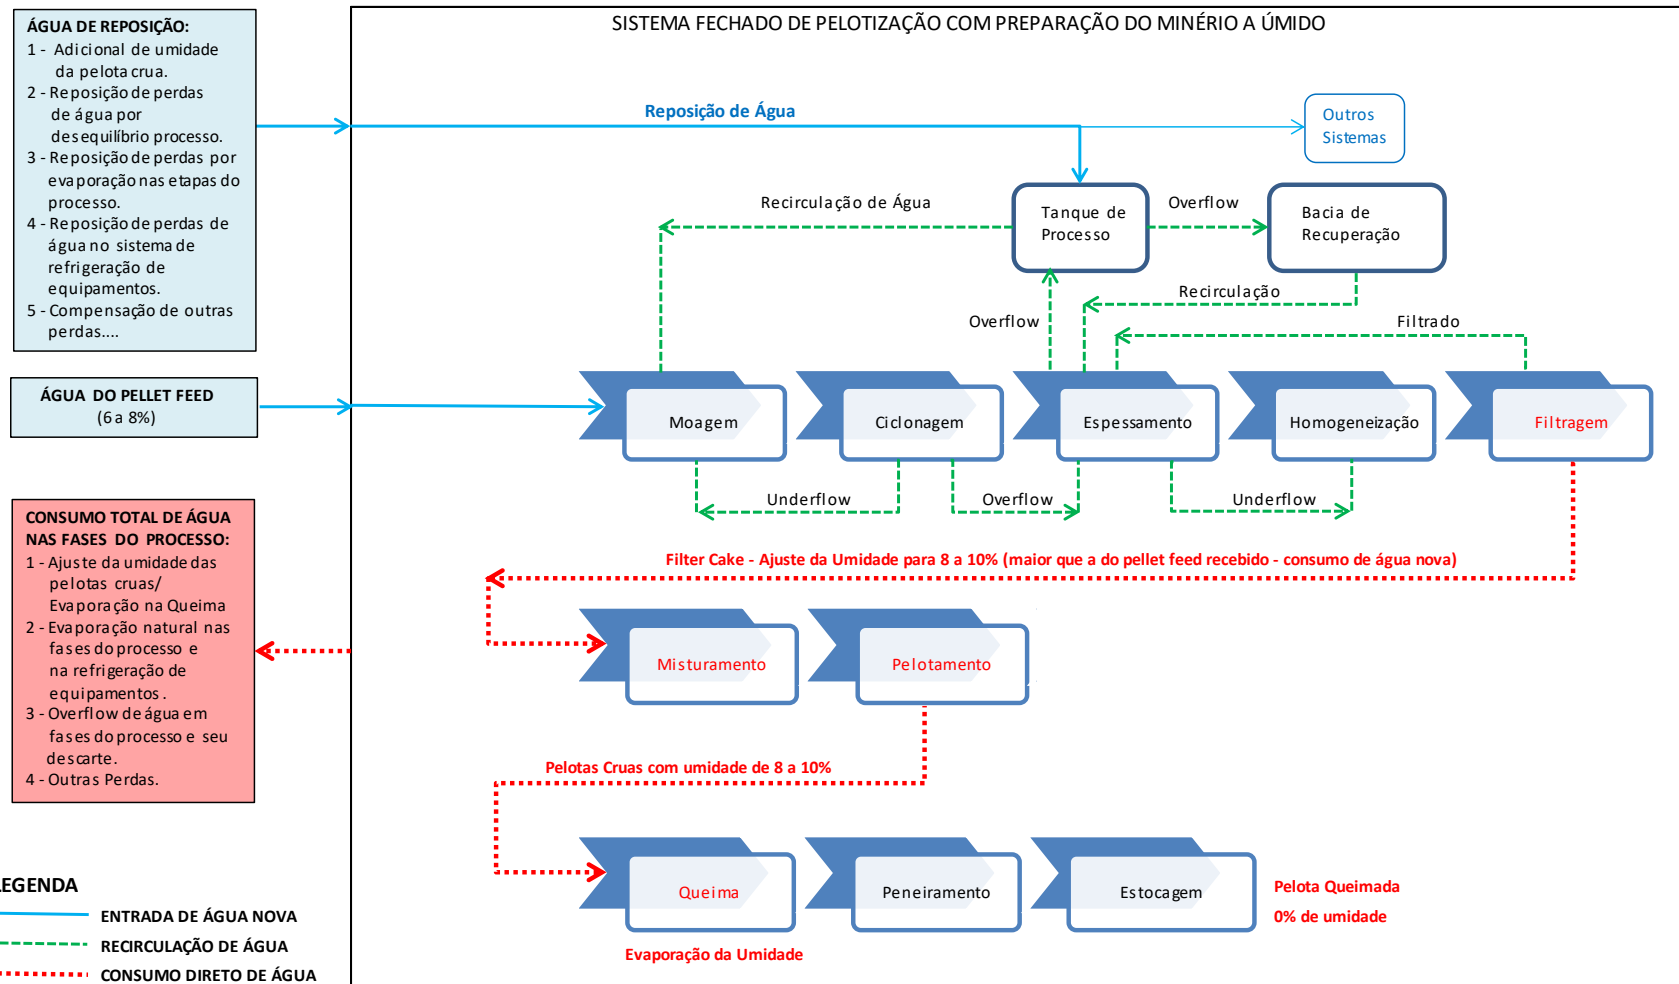 SISTEMA FECHADO DE PELOTIZAÇÃO COM PREPARAÇÃO DO MINÉRIO A ÚMIDO
ÁGUA DE REPOSIÇÃO:
1 - Adicional de umidade
da pelota crua.
2 - Reposição de perdas
de água por
desequilíbrio processo.
3 - Reposição de perdas por
evaporação nas etapas do
processo.
4 - Reposição de perdas de
água no sistema de
refrigeração de
equipamentos.
5 - Compensação de outras
perdas....
Reposição de Água
Outros
Sistemas
Recirculação de Água
Tanque de
Processo
Overflow
Bacia de
Recuperação
Recirculação
Overflow
Filtrado
ÁGUA DO PELLET FEED
(6 a 8%)
Moagem
Ciclonagem
Espessamento
Homogeneização
Filtragem
Underflow
Overflow
Underflow
CONSUMO TOTAL DE ÁGUA
NAS FASES DO PROCESSO:
1 - Ajuste da umidade das
pelotas cruas/
Evaporação na Queima
2 - Evaporação natural nas
fases do processo e
na refrigeração de
equipamentos.
3 - Overflow de água em
fases do processo e seu
descarte.
4 - Outras Perdas.
Filter Cake - Ajuste da Umidade para 8 a 10% (maior que a do pellet feed recebido - consumo de água nova)
Misturamento
Pelotamento
Pelotas Cruas com umidade de 8 a 10%
Queima
Peneiramento
Estocagem
Pelota Queimada
0% de umidade
Evaporação da Umidade
LEGENDA
ENTRADA DE ÁGUA NOVA
RECIRCULAÇÃO DE ÁGUA
CONSUMO DIRETO DE ÁGUA